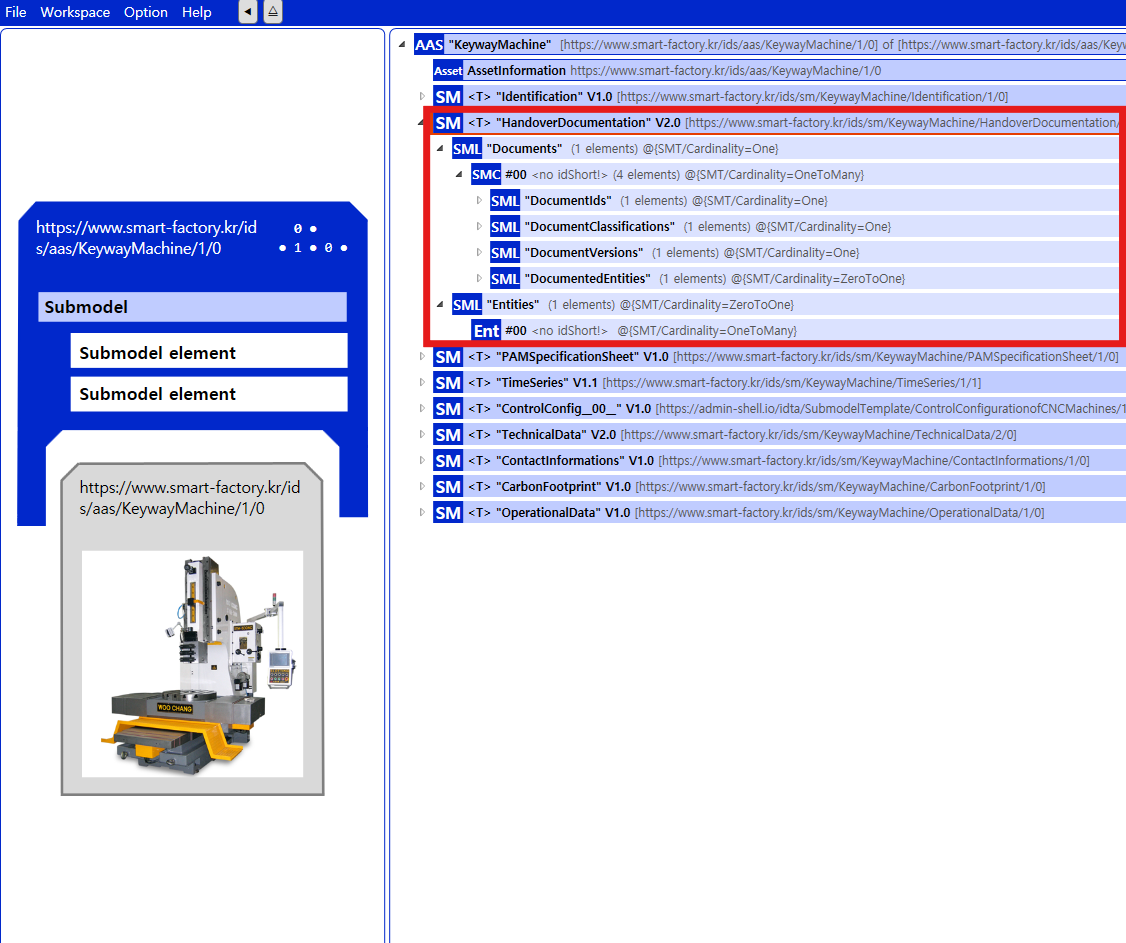 File Workspace Option Help ◄ △
https://www.smart-factory.kr/id
s/aas/KeywayMachine/1/0
0 ●
● 1 ● 0 ●
Submodel
Submodel element
Submodel element
https://www.smart-factory.kr/id
s/aas/KeywayMachine/1/0
WOO CHANG
AAS "KeywayMachine" [https://www.smart-factory.kr/ids/aas/KeywayMachine/1/0] of [https://www.smart-factory.kr/ids/aas/Keyw
Asset AssetInformation https://www.smart-factory.kr/ids/aas/KeywayMachine/1/0
SM <T> "Identification" V1.0 [https://www.smart-factory.kr/ids/sm/KeywayMachine/Identification/1/0]
SM <T> "HandoverDocumentation" V2.0 [https://www.smart-factory.kr/ids/sm/KeywayMachine/HandoverDocumentation/
SML "Documents" (1 elements) @{SMT/Cardinality=One}
SMC #00 <no idShort!> (4 elements) @{SMT/Cardinality=OneToMany}
SML "DocumentIds" (1 elements) @{SMT/Cardinality=One}
SML "DocumentClassifications" (1 elements) @{SMT/Cardinality=One}
SML "DocumentVersions" (1 elements) @{SMT/Cardinality=One}
SML "DocumentedEntities" (1 elements) @{SMT/Cardinality=ZeroToOne}
SML "Entities" (1 elements) @{SMT/Cardinality=ZeroToOne}
Ent #00 <no idShort!> @{SMT/Cardinality=OneToMany}
SM <T> "PAMSpecificationSheet" V1.0 [https://www.smart-factory.kr/ids/sm/KeywayMachine/PAMSpecificationSheet/1/0]
SM <T> "TimeSeries" V1.1 [https://www.smart-factory.kr/ids/sm/KeywayMachine/TimeSeries/1/1]
SM <T> "ControlConfig__00__" V1.0 [https://admin-shell.io/idta/SubmodelTemplate/ControlConfigurationofCNCMachines/1
SM <T> "TechnicalData" V2.0 [https://www.smart-factory.kr/ids/sm/KeywayMachine/TechnicalData/2/0]
SM <T> "ContactInformations" V1.0 [https://www.smart-factory.kr/ids/sm/KeywayMachine/ContactInformations/1/0]
SM <T> "CarbonFootprint" V1.0 [https://www.smart-factory.kr/ids/sm/KeywayMachine/CarbonFootprint/1/0]
SM <T> "OperationalData" V1.0 [https://www.smart-factory.kr/ids/sm/KeywayMachine/OperationalData/1/0]